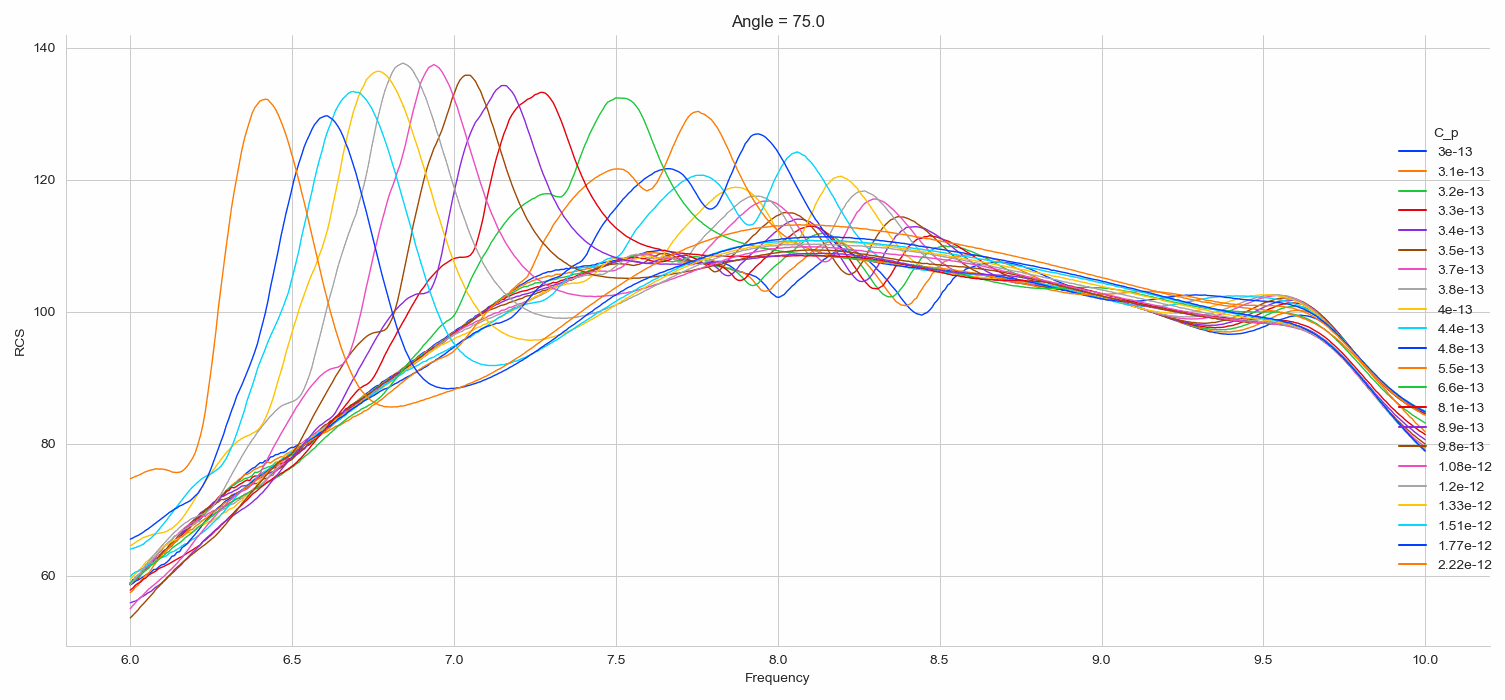 Angle = 75.0
140
120
100
80
60
RCS
6.0
6.5
7.0
7.5
8.0
8.5
9.0
9.5
10.0
Frequency
C_p
3e-13
3.1e-13
3.2e-13
3.3e-13
3.4e-13
3.5e-13
3.7e-13
3.8e-13
4e-13
4.4e-13
4.8e-13
5.5e-13
6.6e-13
8.1e-13
8.9e-13
9.8e-13
1.08e-12
1.2e-12
1.33e-12
1.51e-12
1.77e-12
2.22e-12